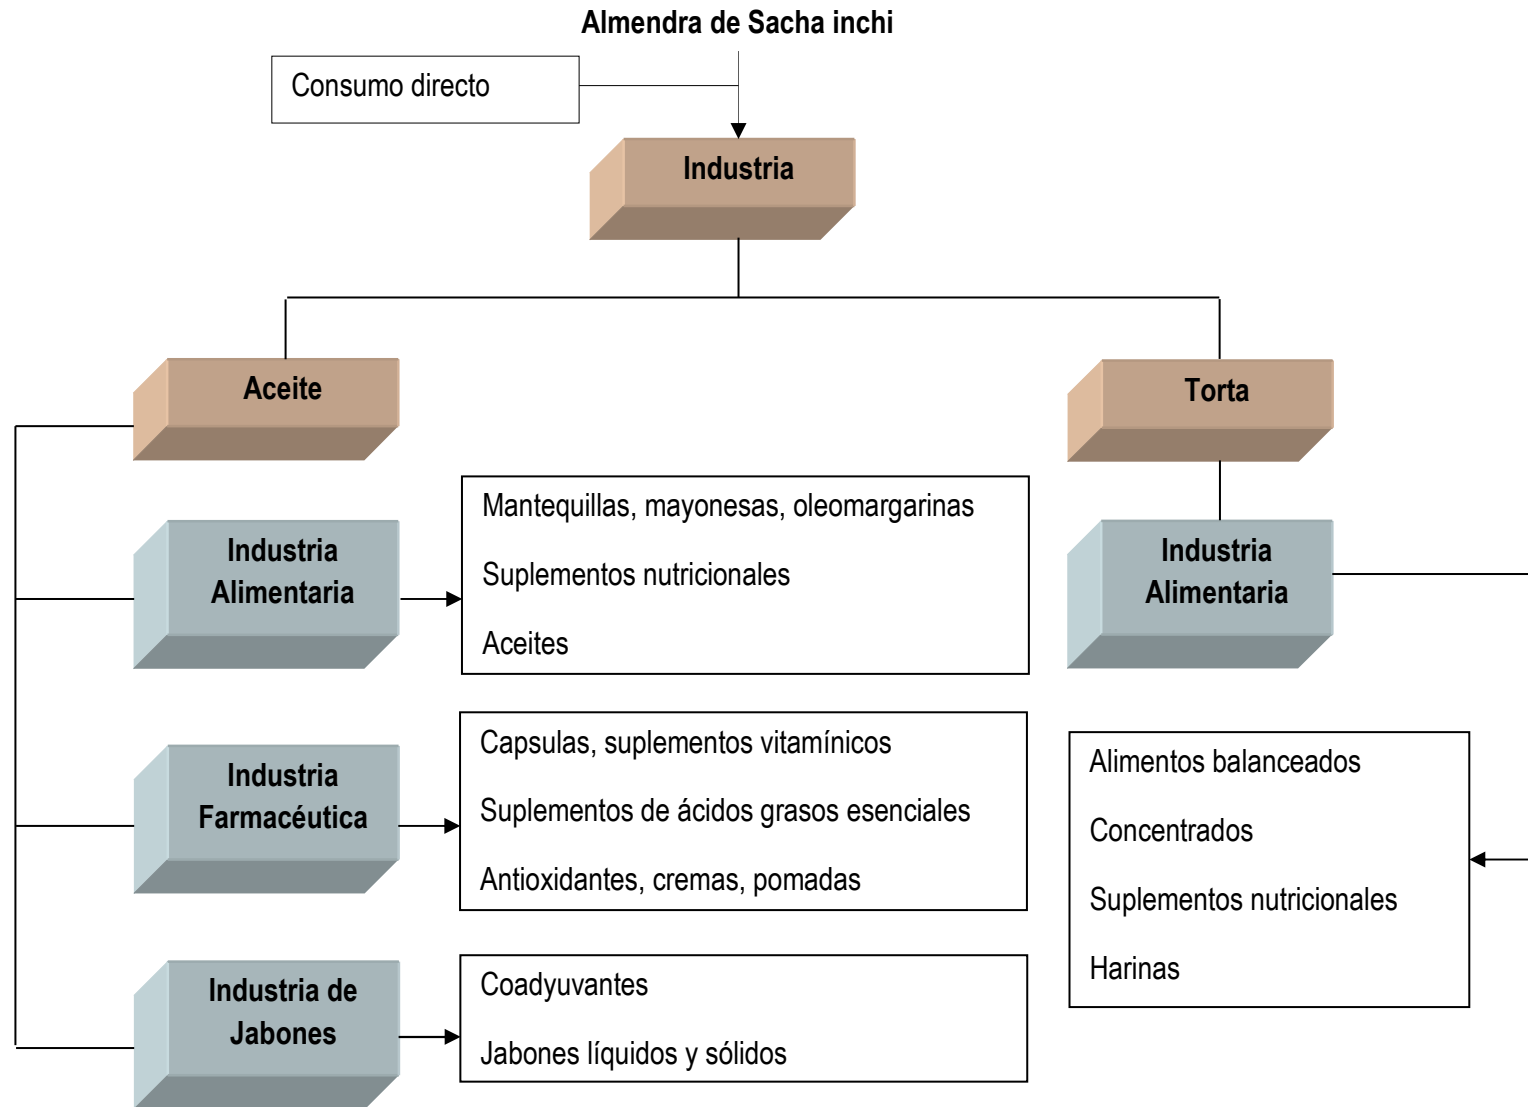 Almendra de Sacha inchi
Consumo directo
Industria
Aceite
Torta
Industria
Alimentaria
Mantequillas, mayonesas, oleomargarinas
Suplementos nutricionales
Aceites
Industria
Alimentaria
Industria
Farmacéutica
Capsulas, suplementos vitamínicos
Suplementos de ácidos grasos esenciales
Antioxidantes, cremas, pomadas
Alimentos balanceados
Concentrados
Suplementos nutricionales
Harinas
Industria de
Jabones
Coadyuvantes
Jabones líquidos y sólidos